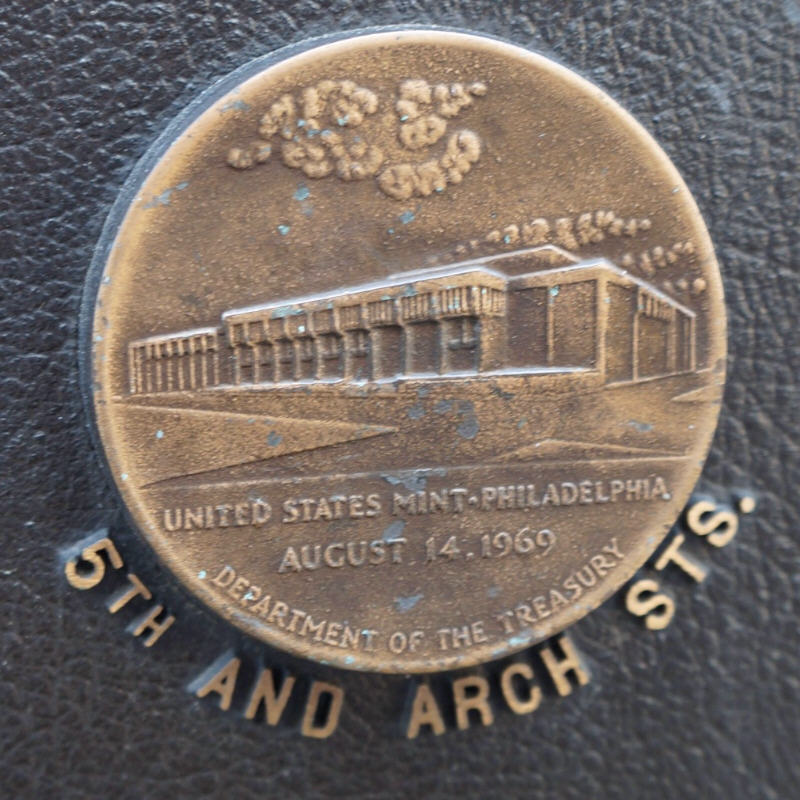 UNITED STATES MINT·PHILADELPHIA
AUGUST 14, 1969
DEPARTMENT OF THE TREASURY
5TH AND ARCH STS.